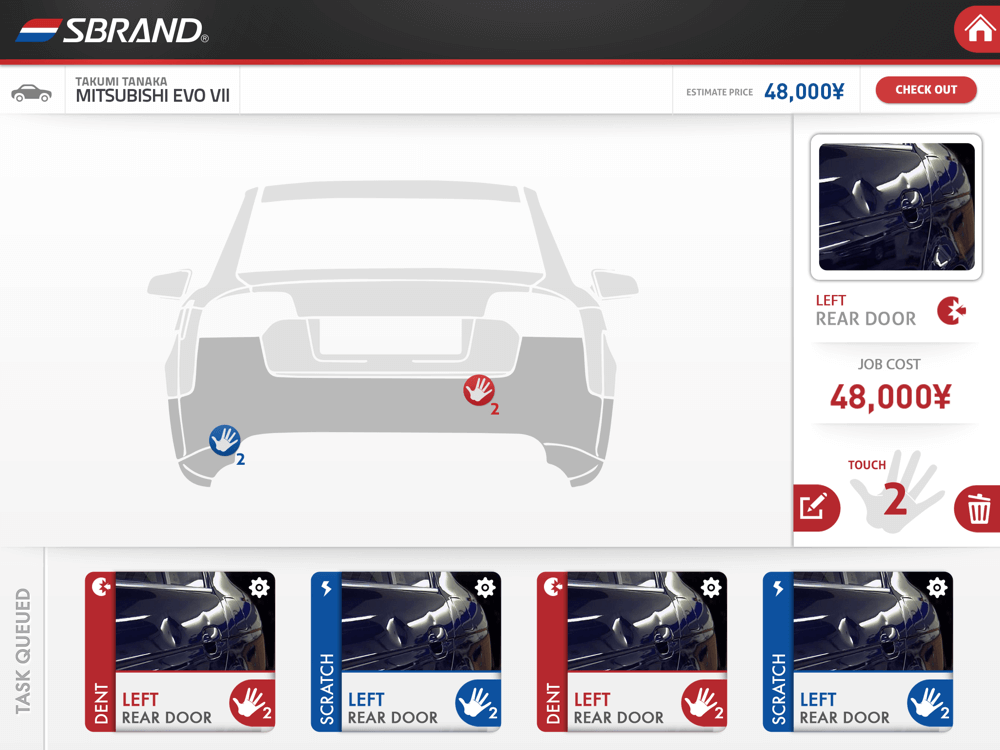 SBRAND®
TAKUMI TANAKA
MITSUBISHI EVO VII
ESTIMATE PRICE 48,000¥
CHECK OUT
2
2
LEFT
REAR DOOR
JOB COST
48,000¥
TOUCH
2
TASK QUEUED
DENT
LEFT
REAR DOOR
2
SCRATCH
LEFT
REAR DOOR
2
DENT
LEFT
REAR DOOR
2
SCRATCH
LEFT
REAR DOOR
2